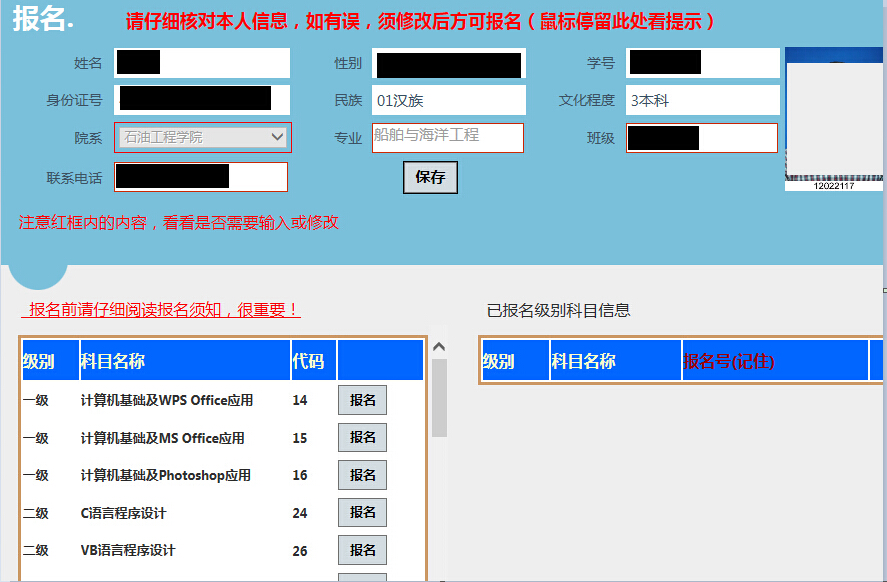 报名.
请仔细核对本人信息，如有误，须修改后方可报名（鼠标停留此处看提示）
姓名 性别 学号
身份证号 民族 01汉族 文化程度 3本科
院系 石油工程学院 专业 船舶与海洋工程 班级
联系电话 保存
12022117
注意红框内的内容，看看是否需要输入或修改
报名前请仔细阅读报名须知，很重要！ 已报名级别科目信息
级别 科目名称 代码 级别 科目名称 报名号(记住)
一级 计算机基础及WPS Office应用 14 报名
一级 计算机基础及MS Office应用 15 报名
一级 计算机基础及Photoshop应用 16 报名
二级 C语言程序设计 24 报名
二级 VB语言程序设计 26 报名